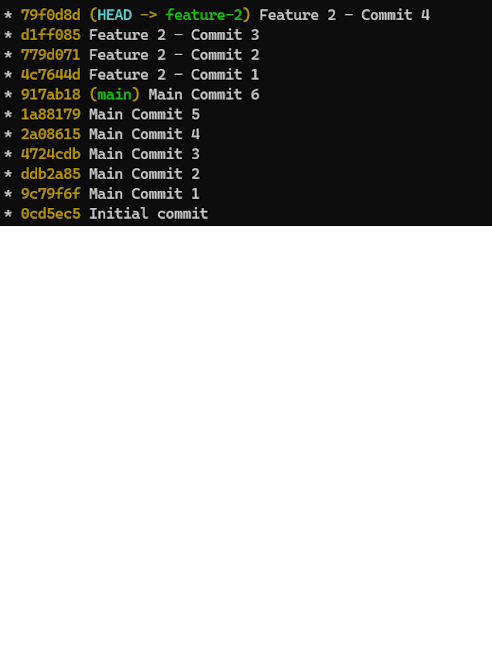 * 79f0d8d (HEAD -> feature-2) Feature 2 - Commit 4
* d1ff085 Feature 2 - Commit 3
* 779d071 Feature 2 - Commit 2
* 4c7644d Feature 2 - Commit 1
* 917ab18 (main) Main Commit 6
* 1a88179 Main Commit 5
* 2a08615 Main Commit 4
* 4724cdb Main Commit 3
* ddb2a85 Main Commit 2
* 9c79f6f Main Commit 1
* 0cd5ec5 Initial commit